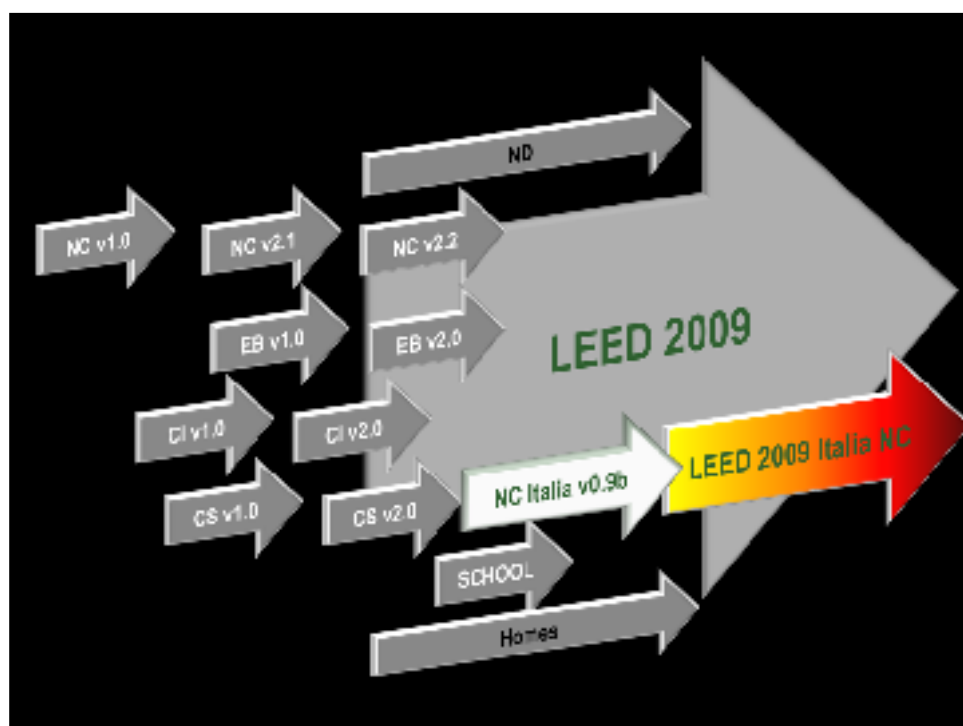 ND
NC v1.0
NC v2.1
NC v2.2
EB v1.0
EB v2.0
LEED 2009
CI v1.0
CI v2.0
LEED 2009 Italia NC
CS v1.0
CS v2.0
NC Italia v0.9b
SCHOOL
Homes